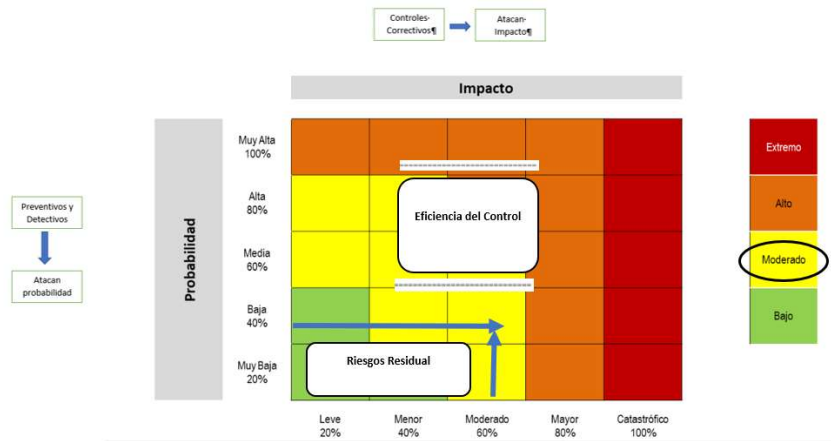 Controles-
Correctivos¶
Atacan-
Impacto¶
Impacto
Probabilidad
Muy Alta
100%
Alta
80%
Media
60%
Baja
40%
Muy Baja
20%
Eficiencia del Control
Riesgos Residual
Leve
20%
Menor
40%
Moderado
60%
Mayor
80%
Catastrófico
100%
Preventivos y
Detectivos
Atacan
probabilidad
Extremo
Alto
Moderado
Bajo